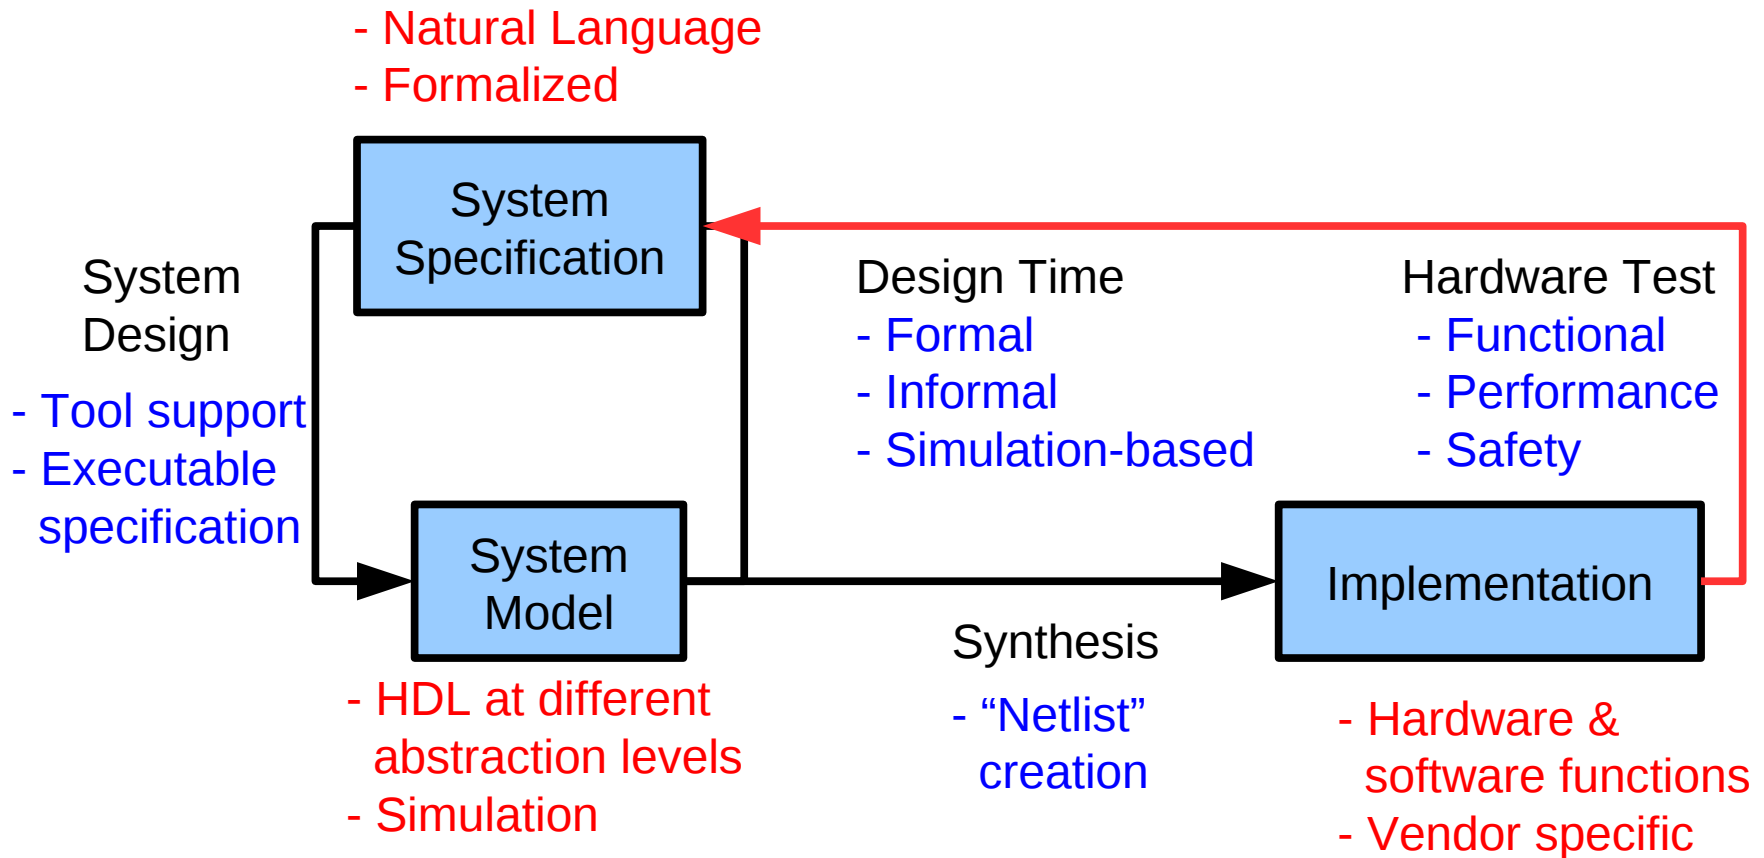 - Natural Language
- Formalized
System
Specification
System
Design
- Tool support
- Executable
specification
Design Time
- Formal
- Informal
- Simulation-based
Hardware Test
- Functional
- Performance
- Safety
System
Model
- HDL at different
abstraction levels
- Simulation
Synthesis
- “Netlist”
creation
Implementation
- Hardware &
software functions
- Vendor specific